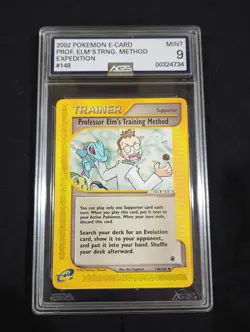 2002 POKEMON E-CARD
PROF. ELM'S TRNG. METHOD
EXPEDITION
#148
AGS
MINT
9
00324734
TRAINER
Supporter
Professor Elm's Training Method
You can play only one Supporter card each
turn. When you play this card, put it next to
your Active Pokémon. When your turn ends,
discard this card.
Search your deck for an Evolution
card, show it to your opponent,
and put it into your hand. Shuffle
your deck afterward.
e
148/165